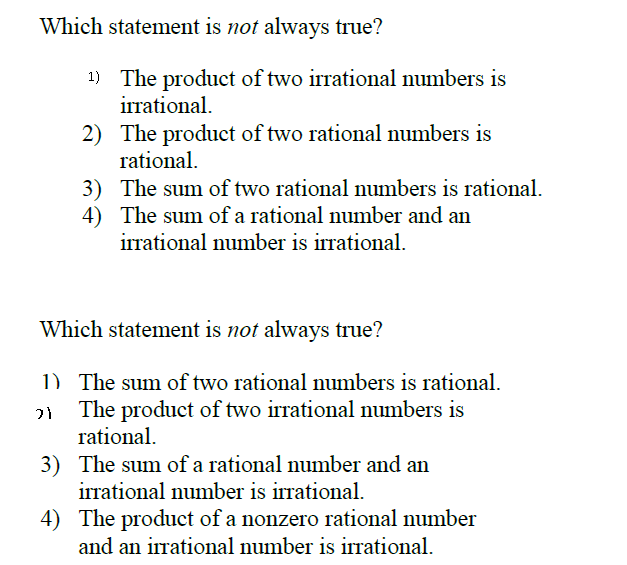 Which statement is not always true?
1) The product of two irrational numbers is
irrational.
2) The product of two rational numbers is
rational.
3) The sum of two rational numbers is rational.
4) The sum of a rational number and an
irrational number is irrational.
Which statement is not always true?
1) The sum of two rational numbers is rational.
2) The product of two irrational numbers is
rational.
3) The sum of a rational number and an
irrational number is irrational.
4) The product of a nonzero rational number
and an irrational number is irrational.